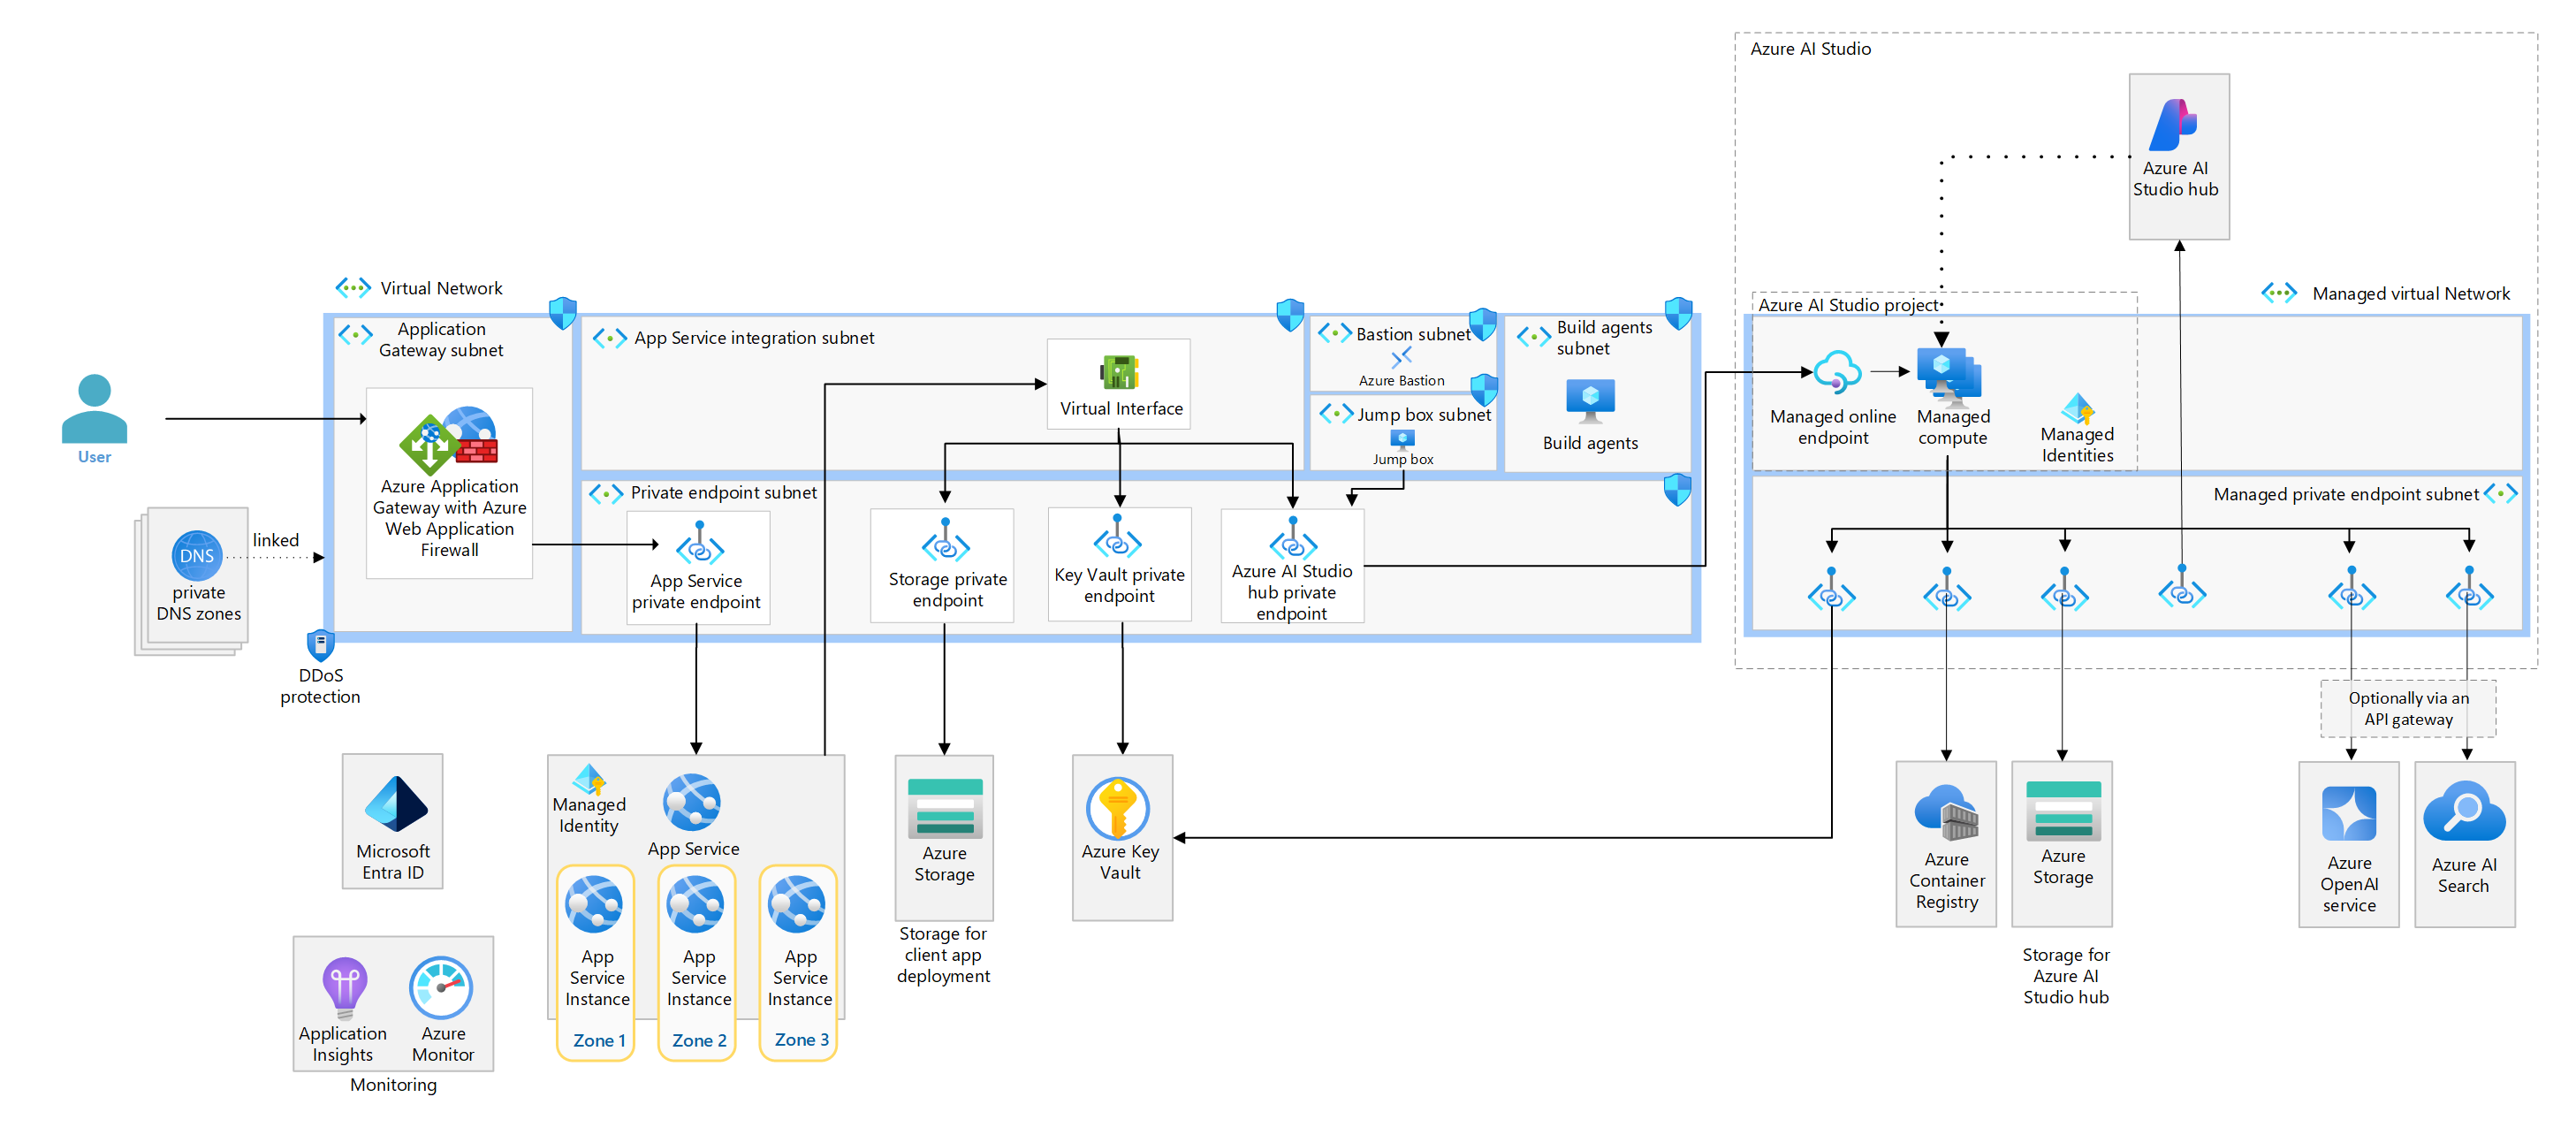 Azure AI Studio
Azure AI
Studio hub
Virtual Network
Azure AI Studio project
Managed virtual Network
Application
Gateway subnet
App Service integration subnet
Bastion subnet
Azure Bastion
Build agents
subnet
Build agents
Virtual Interface
Jump box subnet
Jump box
Managed online
endpoint
Managed
compute
Managed
Identities
User
Azure Application
Gateway with Azure
Web Application
Firewall
Private endpoint subnet
Managed private endpoint subnet
DNS
private
DNS zones
linked
App Service
private endpoint
Storage private
endpoint
Key Vault private
endpoint
Azure AI Studio
hub private
endpoint
DDoS
protection
Optionally via an
API gateway
Microsoft
Entra ID
Managed
Identity
App Service
Azure
Storage
Azure Key
Vault
Azure
Container
Registry
Azure
Storage
Azure
OpenAI
service
Azure AI
Search
App
Service
Instance
Zone 1
App
Service
Instance
Zone 2
App
Service
Instance
Zone 3
Storage for
client app
deployment
Storage for
Azure AI
Studio hub
Application
Insights
Azure
Monitor
Monitoring